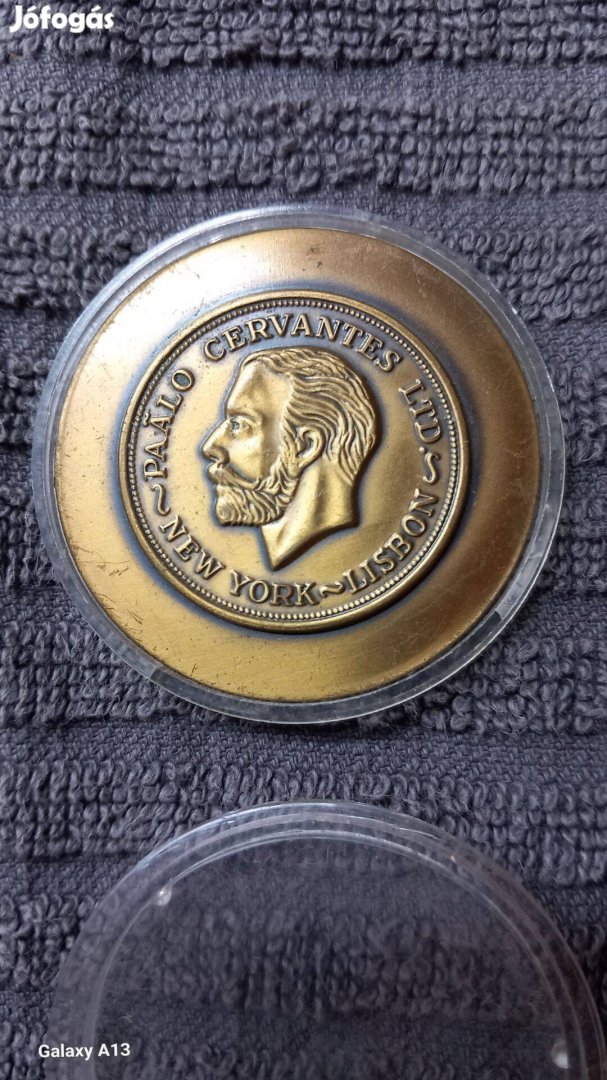 Jófogás
PAÃLO CERVANTES LTD
NEW YORK~LISBON
Galaxy A13